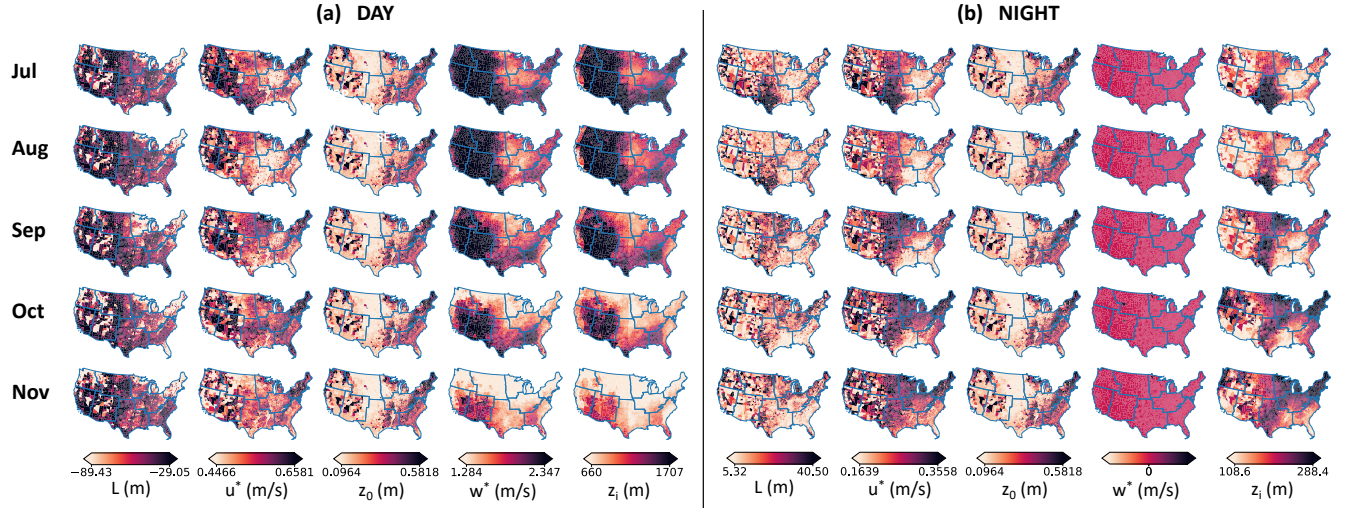 (a) DAY
(b) NIGHT
Jul
Aug
Sep
Oct
Nov
−89.43 −29.05
L (m)
0.4466 0.6581
u* (m/s)
0.0964 0.5818
z0 (m)
1.284 2.347
w* (m/s)
660 1707
zi (m)
5.32 40.50
L (m)
0.1639 0.3558
u* (m/s)
0.0964 0.5818
z0 (m)
0
w* (m/s)
108.6 288.4
zi (m)